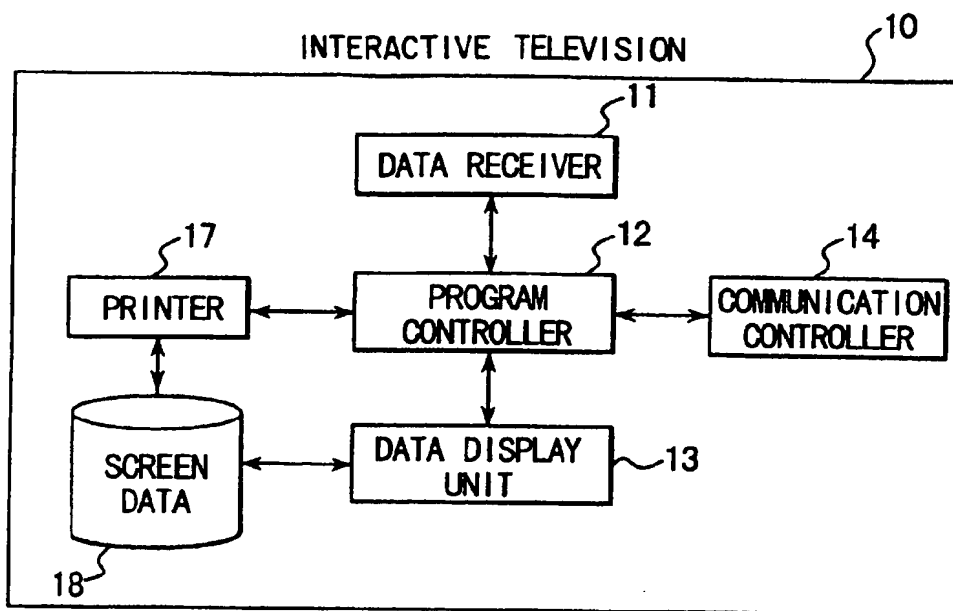 10
INTERACTIVE TELEVISION
11
DATA RECEIVER
17
12
14
PRINTER
PROGRAM
CONTROLLER
COMMUNICATION
CONTROLLER
SCREEN
DATA
DATA DISPLAY
UNIT
13
18